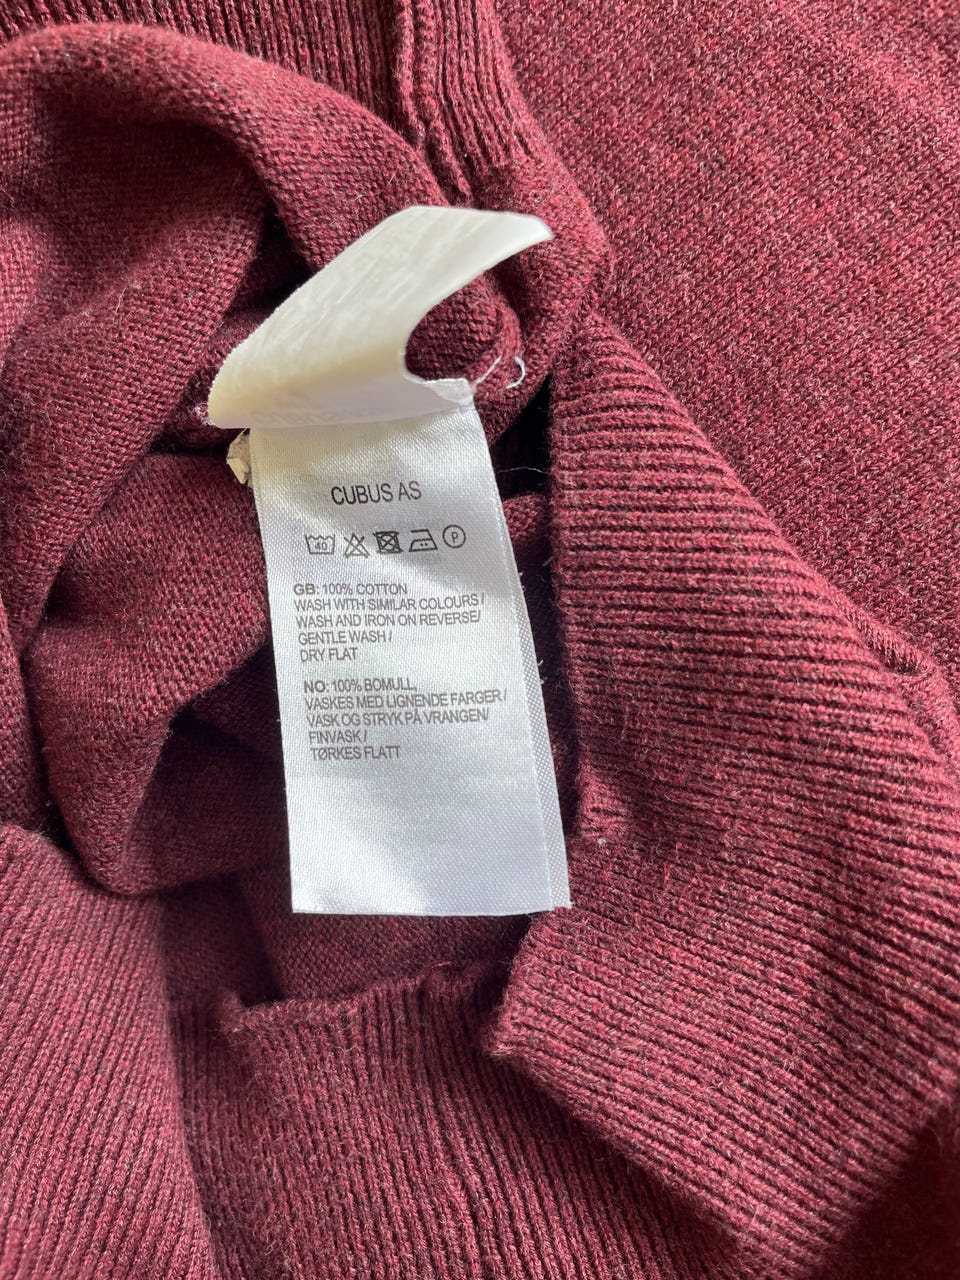 CUBUS AS
40 P
GB: 100% COTTON
WASH WITH SIMILAR COLOURS /
WASH AND IRON ON REVERSE/
GENTLE WASH /
DRY FLAT
NO: 100% BOMULL,
VASKES MED LIGNENDE FARGER /
VASK OG STRYK PÅ VRANGEN/
FINVASK /
TØRKES FLATT